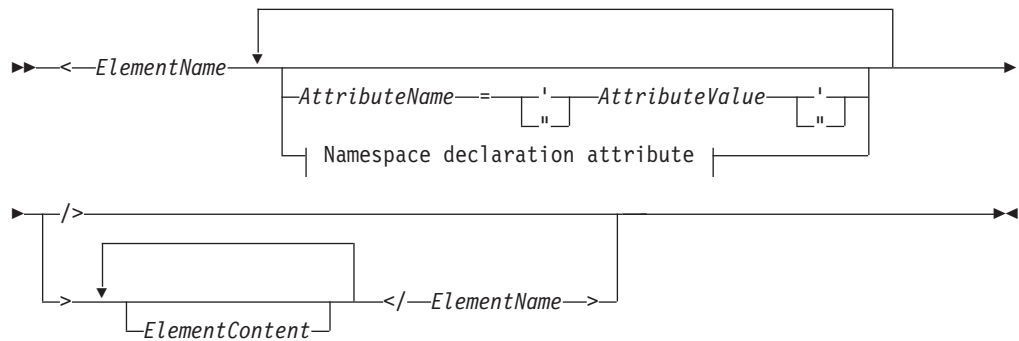 <ElementName
AttributeName = ' AttributeValue '
" "
Namespace declaration attribute
/>
> </ElementName>
ElementContent